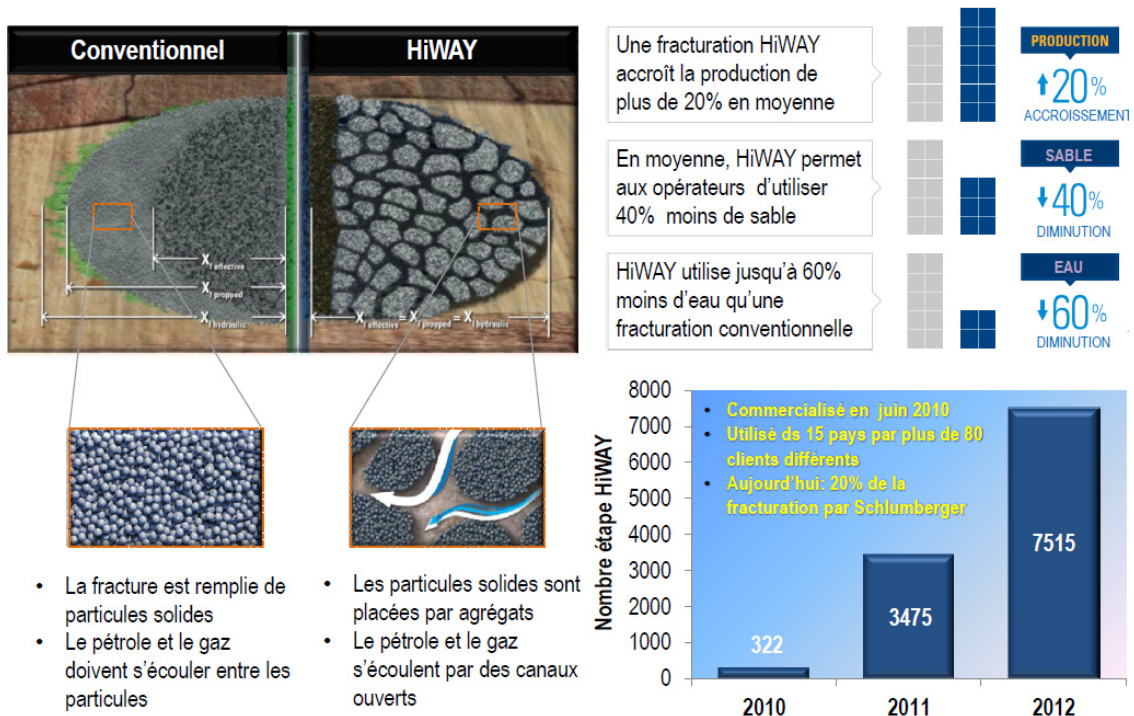 Conventionnel
HiWAY
X f effective
X f propped
X f hydraulic
X f effective = X f propped = X f hydraulic
Une fracturation HiWAY
accroît la production de
plus de 20% en moyenne
PRODUCTION
20%
ACCROISSEMENT
En moyenne, HiWAY permet
aux opérateurs d’utiliser
40% moins de sable
SABLE
40%
DIMINUTION
HiWAY utilise jusqu’à 60%
moins d’eau qu’une
fracturation conventionnelle
EAU
60%
DIMINUTION
• La fracture est remplie de
particules solides
• Le pétrole et le gaz
doivent s’écouler entre les
particules
• Les particules solides sont
placées par agrégats
• Le pétrole et le gaz
s’écoulent par des canaux
ouverts
Nombre étape HiWAY
8000
7000
6000
5000
4000
3000
2000
1000
0
• Commercialisé en juin 2010
• Utilisé ds 15 pays par plus de 80
clients différents
• Aujourd’hui: 20% de la
fracturation par Schlumberger
322
3475
7515
2010
2011
2012